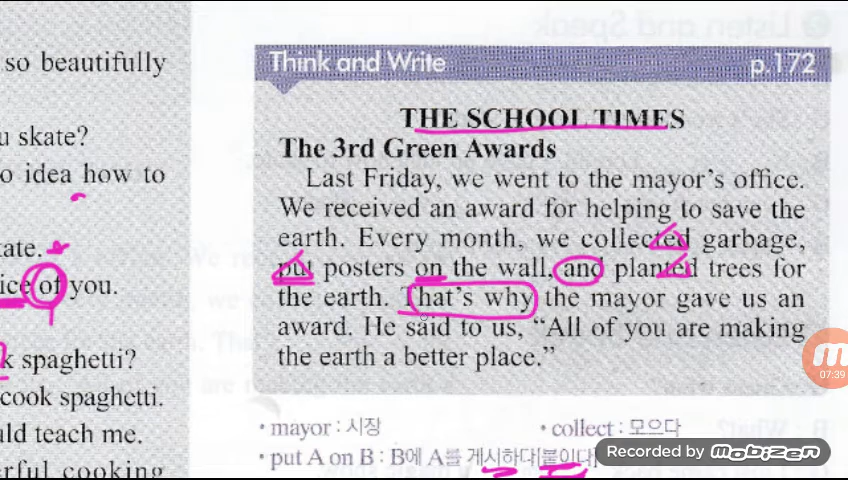 so beautifully
u skate?
o idea how to
kate.
ice of you.
k spaghetti?
cook spaghetti.
uld teach me.
erful cooking
Think and Write p.172
THE SCHOOL TIMES
The 3rd Green Awards
Last Friday, we went to the mayor's office.
We received an award for helping to save the
earth. Every month, we collected garbage,
put posters on the wall, and planted trees for
the earth. That's why the mayor gave us an
award. He said to us, “All of you are making
the earth a better place.”
• mayor : 시장 • collect : 모으다
• put A on B : B에 A를 게시하다[붙이다]
07:39
Recorded by mobizen